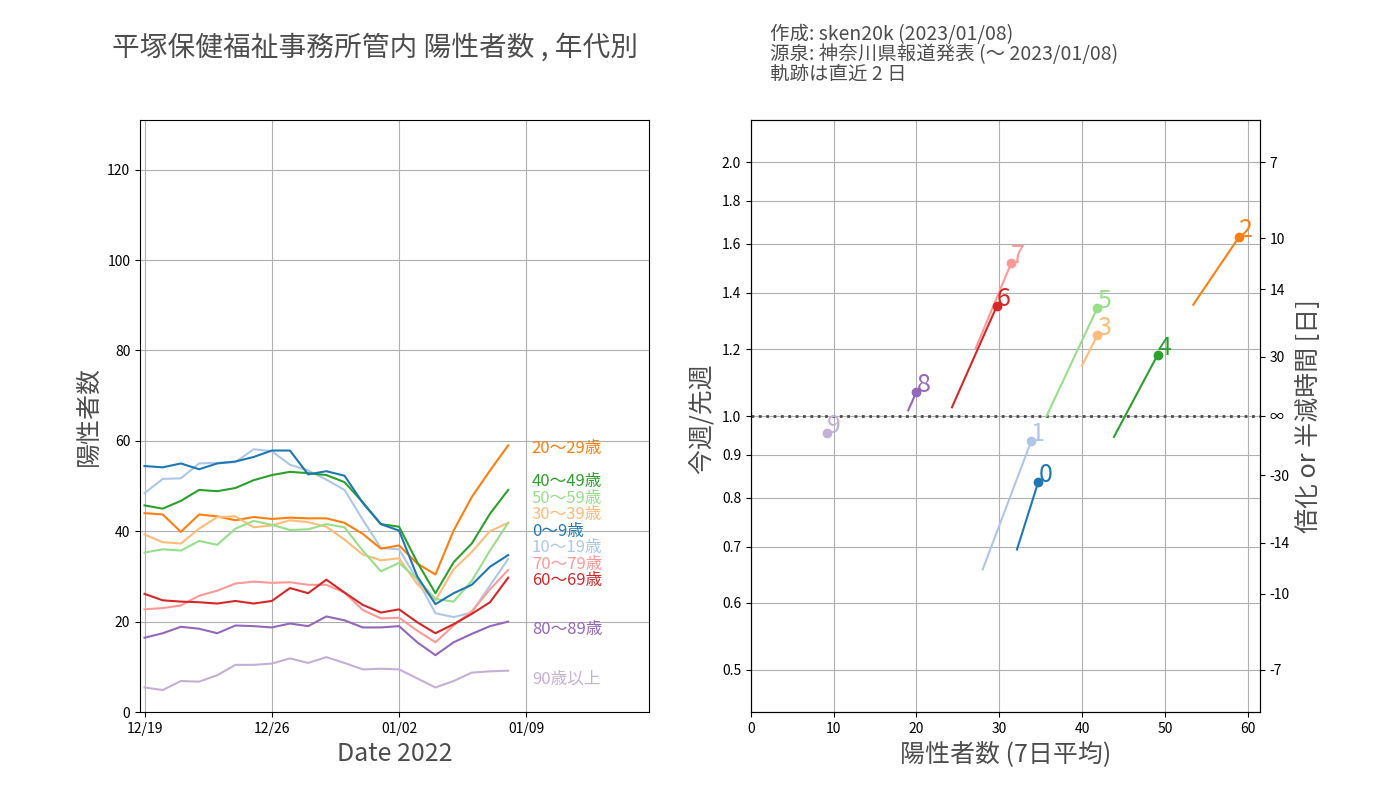 平塚保健福祉事務所管内 陽性者数 , 年代別
作成: sken20k (2023/01/08)
源泉: 神奈川県報道発表 (～ 2023/01/08)
軌跡は直近 2 日
陽性者数
120
100
80
60
40
20
0
12/19
12/26
01/02
01/09
Date 2022
20～29歳
40～49歳
50～59歳
30～39歳
0～9歳
10～19歳
70～79歳
60～69歳
80～89歳
90歳以上
今週/先週
2.0
1.8
1.6
1.4
1.2
1.0
0.9
0.8
0.7
0.6
0.5
2
7
6
5
3
4
8
9
1
0
0
10
20
30
40
50
60
陽性者数 (7日平均)
7
10
14
30
∞
-30
-14
-10
-7
倍化 or 半減時間 [日]